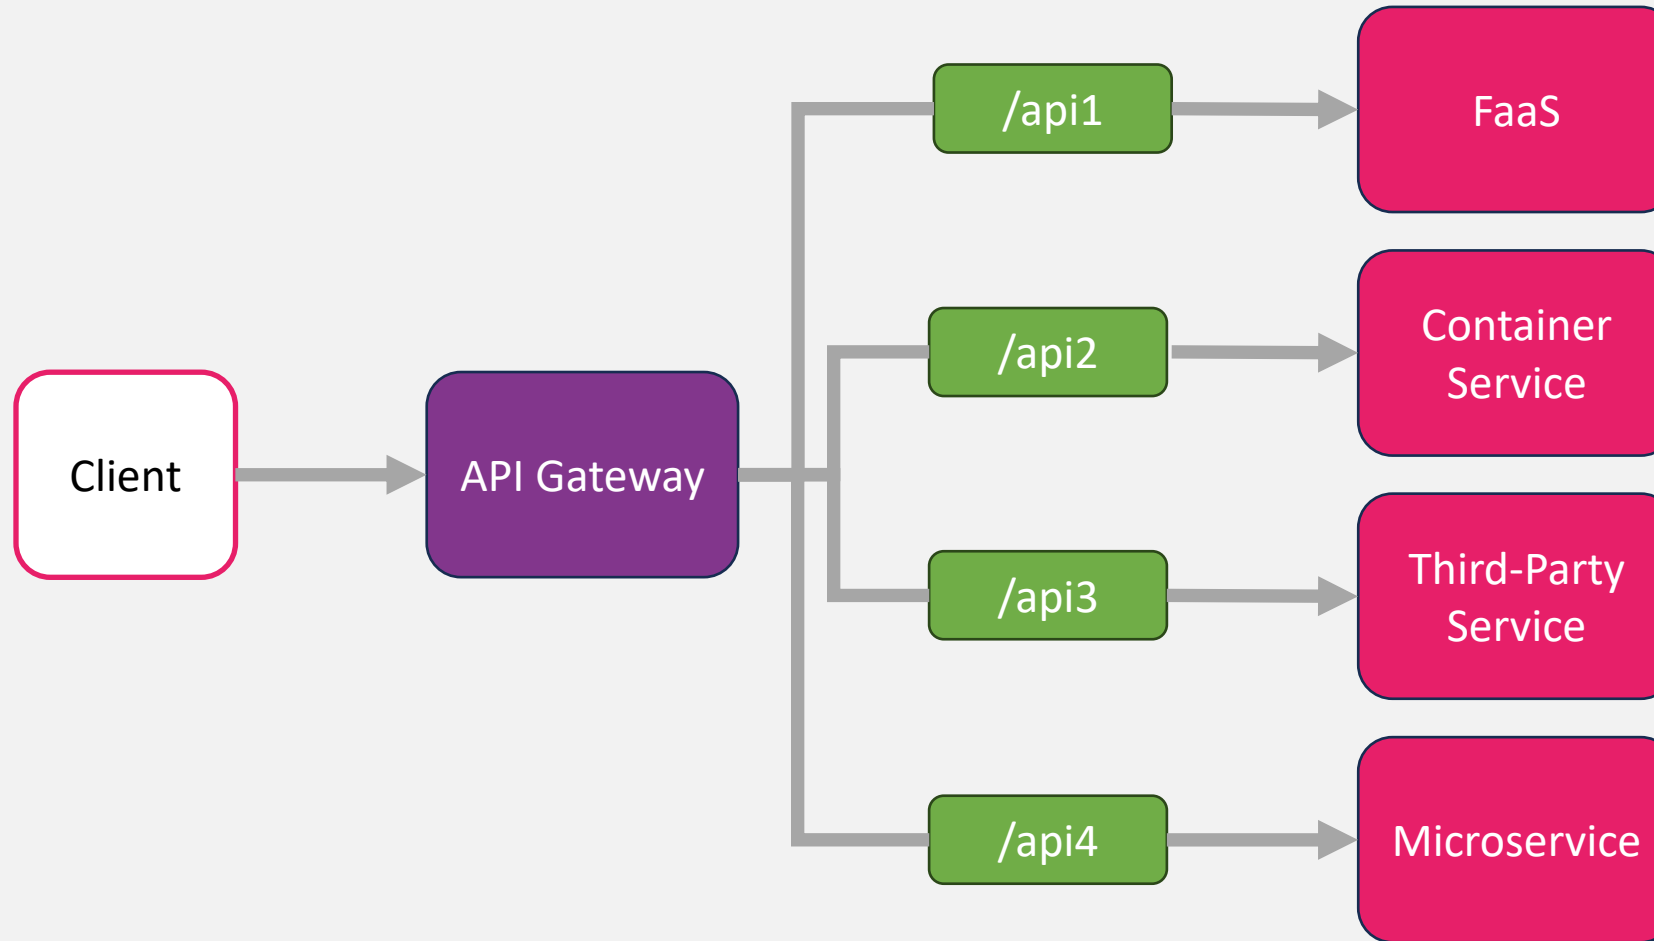 /api1
FaaS
/api2
Container
Service
Client
API Gateway
/api3
Third-Party
Service
/api4
Microservice